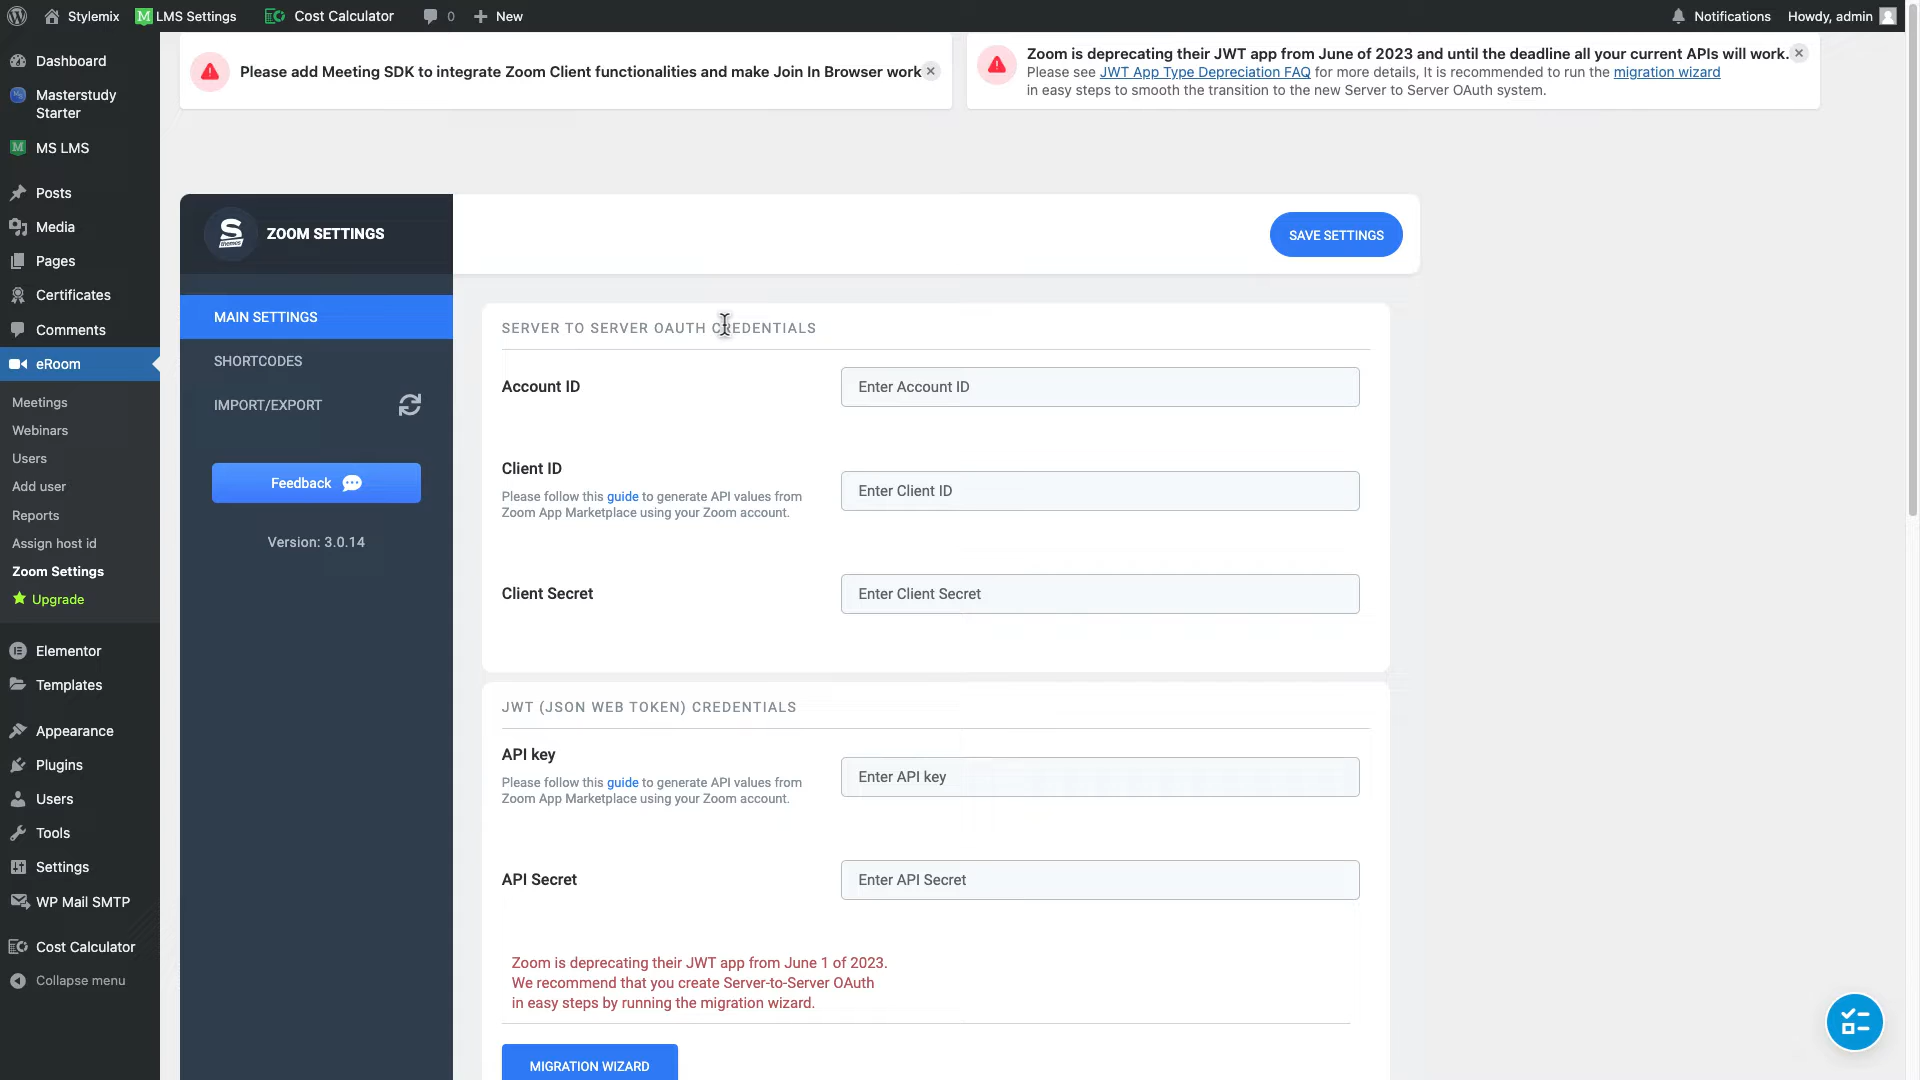 Stylemix
LMS Settings
Cost Calculator
0
New
Notifications
Howdy, admin
Dashboard
Masterstudy
Starter
MS LMS
Posts
Media
Pages
Certificates
Comments
eRoom
Meetings
Webinars
Users
Add user
Reports
Assign host id
Zoom Settings
Upgrade
Elementor
Templates
Appearance
Plugins
Users
Tools
Settings
WP Mail SMTP
Cost Calculator
Collapse menu
Please add Meeting SDK to integrate Zoom Client functionalities and make Join In Browser work
Zoom is deprecating their JWT app from June of 2023 and until the deadline all your current APIs will work.
Please see JWT App Type Depreciation FAQ for more details, It is recommended to run the migration wizard
in easy steps to smooth the transition to the new Server to Server OAuth system.
S
themes
ZOOM SETTINGS
SAVE SETTINGS
MAIN SETTINGS
SHORTCODES
IMPORT/EXPORT
Feedback
Version: 3.0.14
SERVER TO SERVER OAUTH CREDENTIALS
Account ID
Enter Account ID
Client ID
Please follow this guide to generate API values from
Zoom App Marketplace using your Zoom account.
Enter Client ID
Client Secret
Enter Client Secret
JWT (JSON WEB TOKEN) CREDENTIALS
API key
Please follow this guide to generate API values from
Zoom App Marketplace using your Zoom account.
Enter API key
API Secret
Enter API Secret
Zoom is deprecating their JWT app from June 1 of 2023.
We recommend that you create Server-to-Server OAuth
in easy steps by running the migration wizard.
MIGRATION WIZARD